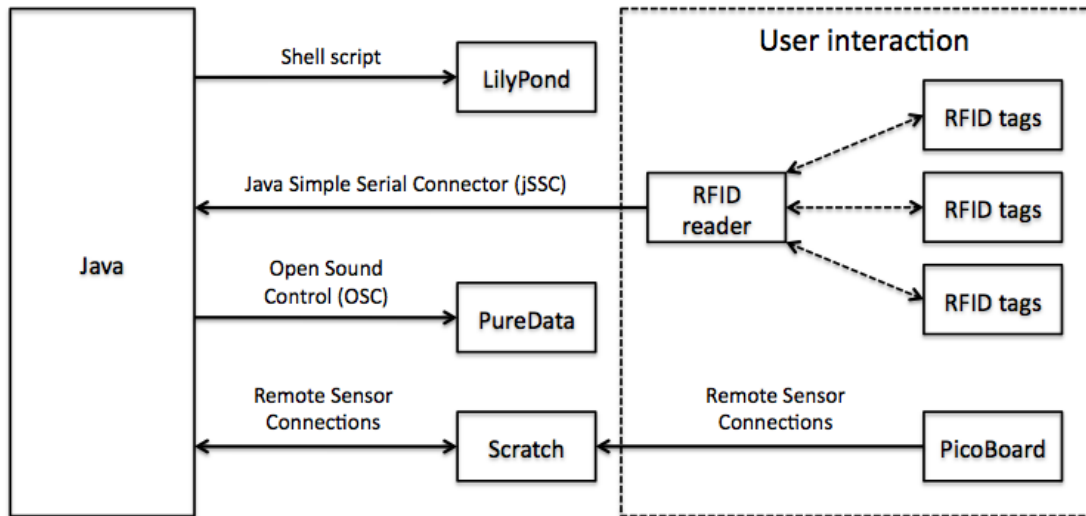 User interaction
Shell script
LilyPond
RFID tags
Java Simple Serial Connector (jSSC)
RFID
reader
RFID tags
Java
Open Sound
Control (OSC)
PureData
RFID tags
Remote Sensor
Connections
Scratch
Remote Sensor
Connections
PicoBoard